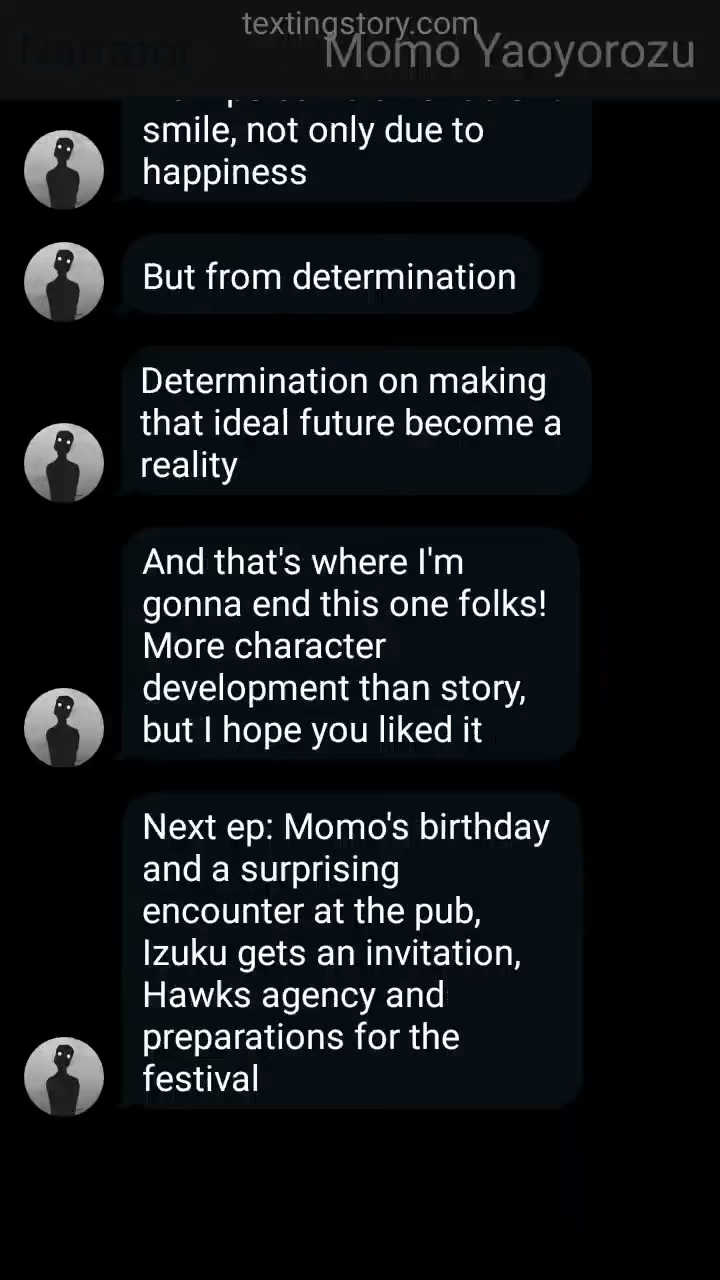 textingstory.com
Narrator Momo Yaoyorozu
smile, not only due to
happiness
But from determination
Determination on making
that ideal future become a
reality
And that's where I'm
gonna end this one folks!
More character
development than story,
but I hope you liked it
Next ep: Momo's birthday
and a surprising
encounter at the pub,
Izuku gets an invitation,
Hawks agency and
preparations for the
festival